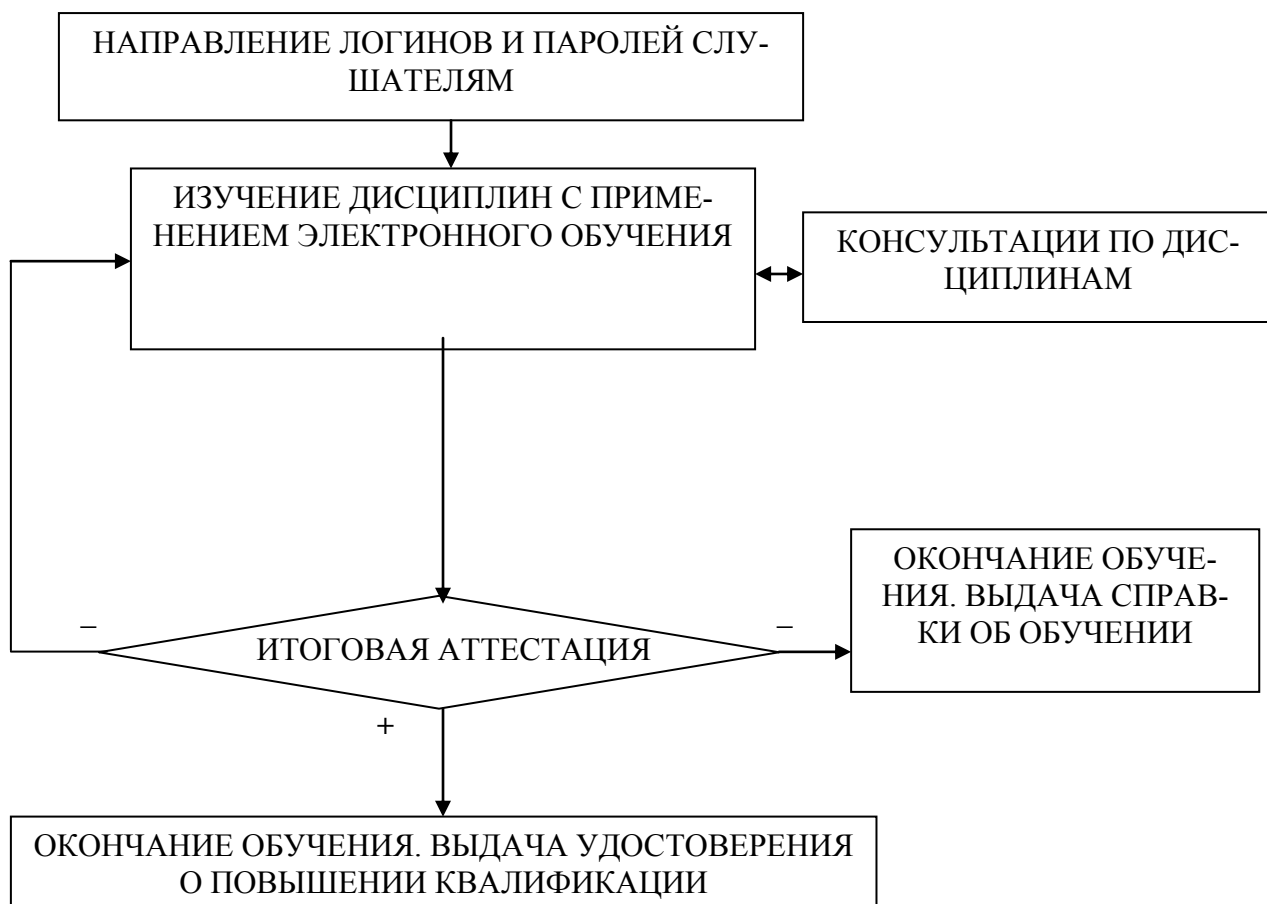 НАПРАВЛЕНИЕ ЛОГИНОВ И ПАРОЛЕЙ СЛУ-
ШАТЕЛЯМ
ИЗУЧЕНИЕ ДИСЦИПЛИН С ПРИМЕ-
НЕНИЕМ ЭЛЕКТРОННОГО ОБУЧЕНИЯ
КОНСУЛЬТАЦИИ ПО ДИС-
ЦИПЛИНАМ
ОКОНЧАНИЕ ОБУЧЕ-
НИЯ. ВЫДАЧА СПРАВ-
КИ ОБ ОБУЧЕНИИ
–
ИТОГОВАЯ АТТЕСТАЦИЯ
–
+
ОКОНЧАНИЕ ОБУЧЕНИЯ. ВЫДАЧА УДОСТОВЕРЕНИЯ
О ПОВЫШЕНИИ КВАЛИФИКАЦИИ